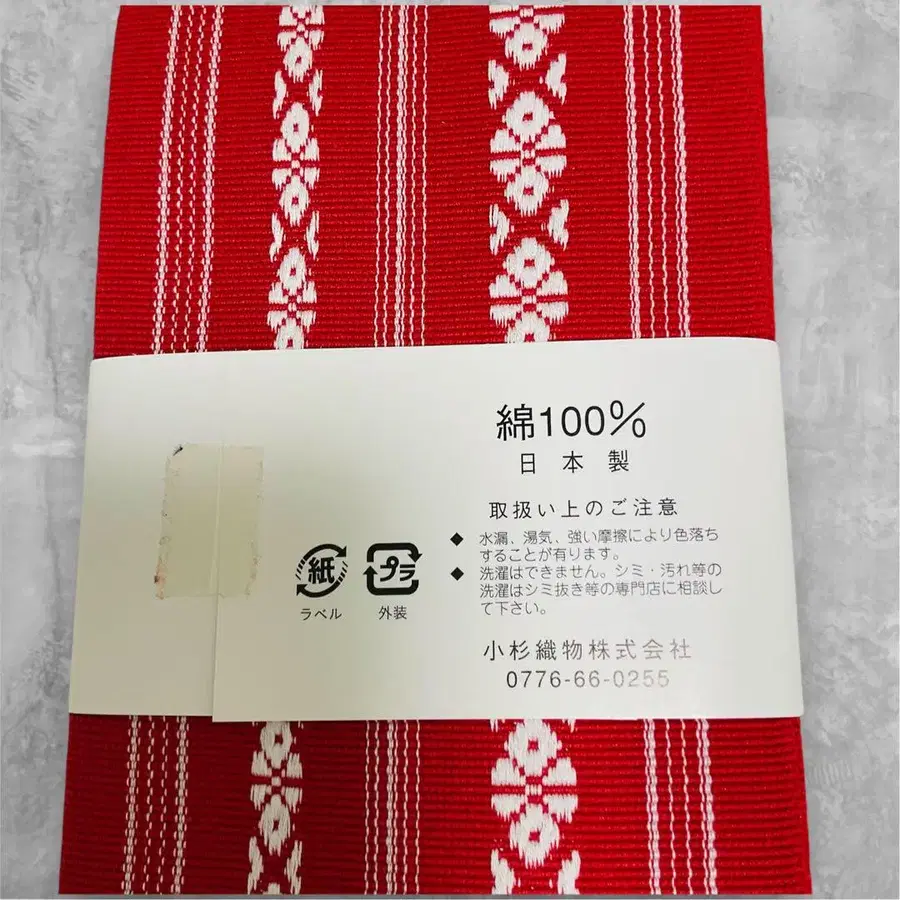 綿100%
日本製
取扱い上のご注意
◆ 水漏、湯気、強い摩擦により色落ち
することが有ります。
◆ 洗濯はできません。シミ・汚れ等の
洗濯はシミ抜き等の専門店に相談し
て下さい。
紙
プラ
ラベル
外装
小杉織物株式会社
0776-66-0255